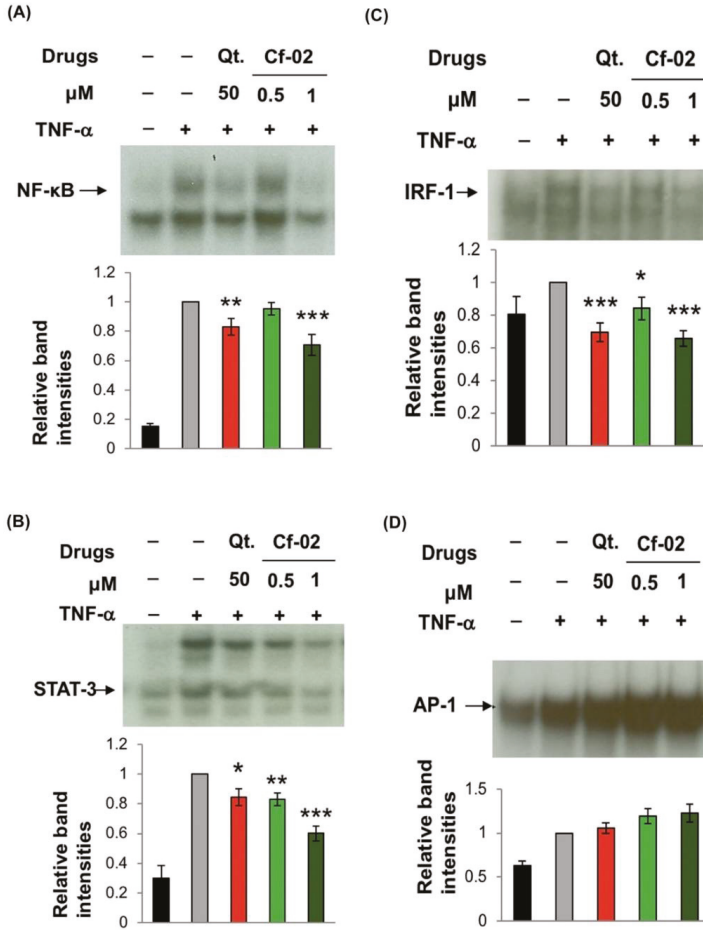 (A)
Drugs – – Qt. Cf-02
μM – – 50 0.5 1
TNF-α – + + + +
NF-κB
1.2
1
0.8
0.6
0.4
0.2
0
Relative band
intensities
** ***
(B)
Drugs – – Qt. Cf-02
μM – – 50 0.5 1
TNF-α – + + + +
STAT-3
1.2
1
0.8
0.6
0.4
0.2
0
Relative band
intensities
* ** ***
(C)
Drugs Qt. Cf-02
μM – – 50 0.5 1
TNF-α – + + + +
IRF-1
1.2
1
0.8
0.6
0.4
0.2
0
Relative band
intensities
*** * ***
(D)
Drugs – – Qt. Cf-02
μM – – 50 0.5 1
TNF-α – + + + +
AP-1
1.5
1
0.5
0
Relative band
intensities